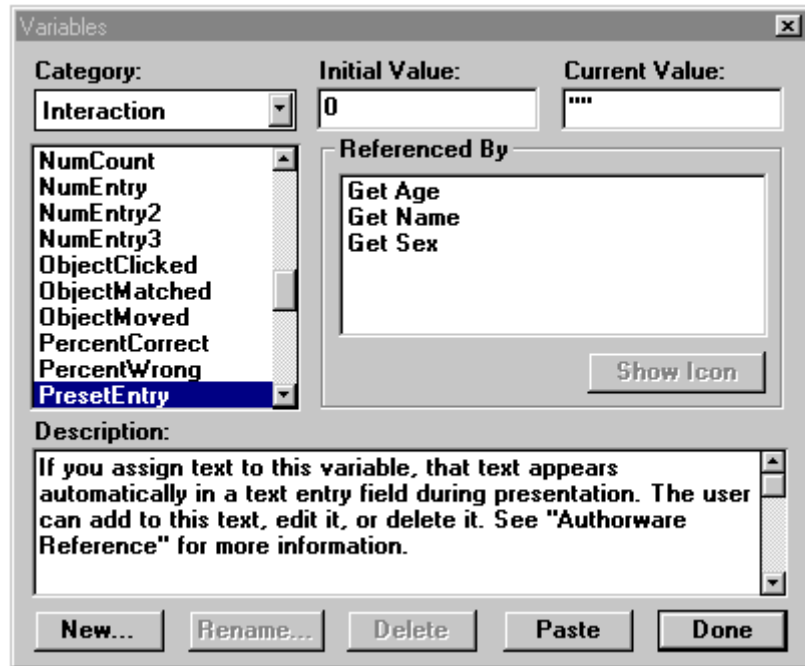 Variables
Category:
Initial Value:
Current Value:
Interaction
0
""
Referenced By
NumCount
NumEntry
NumEntry2
NumEntry3
ObjectClicked
ObjectMatched
ObjectMoved
PercentCorrect
PercentWrong
PresetEntry
Get Age
Get Name
Get Sex
Show Icon
Description:
If you assign text to this variable, that text appears
automatically in a text entry field during presentation. The user
can add to this text, edit it, or delete it. See "Authorware
Reference" for more information.
New...
Rename...
Delete
Paste
Done